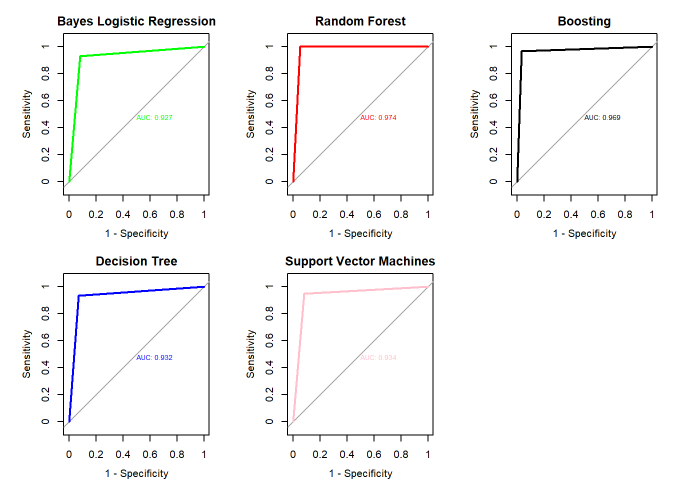 Bayes Logistic Regression
Sensitivity
1
0.8
0.6
0.4
0.2
0
AUC: 0.927
0 0.2 0.4 0.6 0.8 1
1 - Specificity
Random Forest
Sensitivity
1
0.8
0.6
0.4
0.2
0
AUC: 0.974
0 0.2 0.4 0.6 0.8 1
1 - Specificity
Boosting
Sensitivity
1
0.8
0.6
0.4
0.2
0
AUC: 0.969
0 0.2 0.4 0.6 0.8 1
1 - Specificity
Decision Tree
Sensitivity
1
0.8
0.6
0.4
0.2
0
AUC: 0.932
0 0.2 0.4 0.6 0.8 1
1 - Specificity
Support Vector Machines
Sensitivity
1
0.8
0.6
0.4
0.2
0
AUC: 0.934
0 0.2 0.4 0.6 0.8 1
1 - Specificity